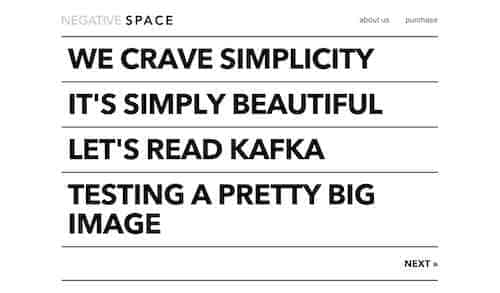 NEGATIVE SPACE
about us purchase
WE CRAVE SIMPLICITY
IT'S SIMPLY BEAUTIFUL
LET'S READ KAFKA
TESTING A PRETTY BIG
IMAGE
NEXT »